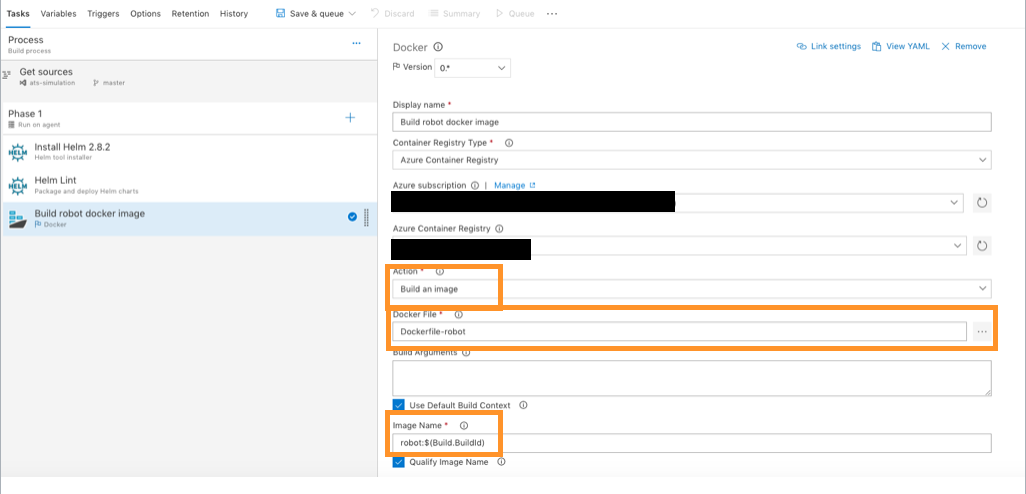 Tasks Variables Triggers Options Retention History Save & queue Discard Summary Queue ...
Process ...
Build process
Get sources
ats-simulation master
Phase 1 +
Run on agent
HELM Install Helm 2.8.2
Helm tool installer
HELM Helm Lint
Package and deploy Helm charts
Build robot docker image
Docker
Docker Link settings View YAML Remove
Version 0.*
Display name *
Build robot docker image
Container Registry Type *
Azure Container Registry
Azure subscription | Manage
Azure Container Registry
Action *
Build an image
Docker File *
Dockerfile-robot ...
Build Arguments
Use Default Build Context
Image Name *
robot:$(Build.BuildId)
Qualify Image Name